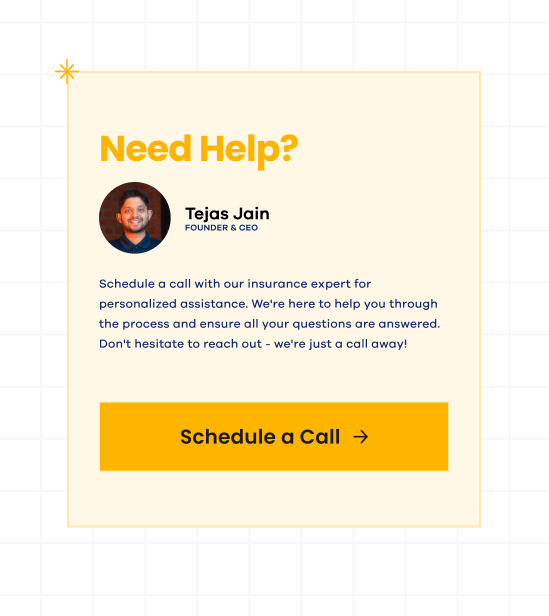 Need Help?
Tejas Jain
FOUNDER & CEO
Schedule a call with our insurance expert for
personalized assistance. We're here to help you through
the process and ensure all your questions are answered.
Don't hesitate to reach out - we're just a call away!
Schedule a Call →